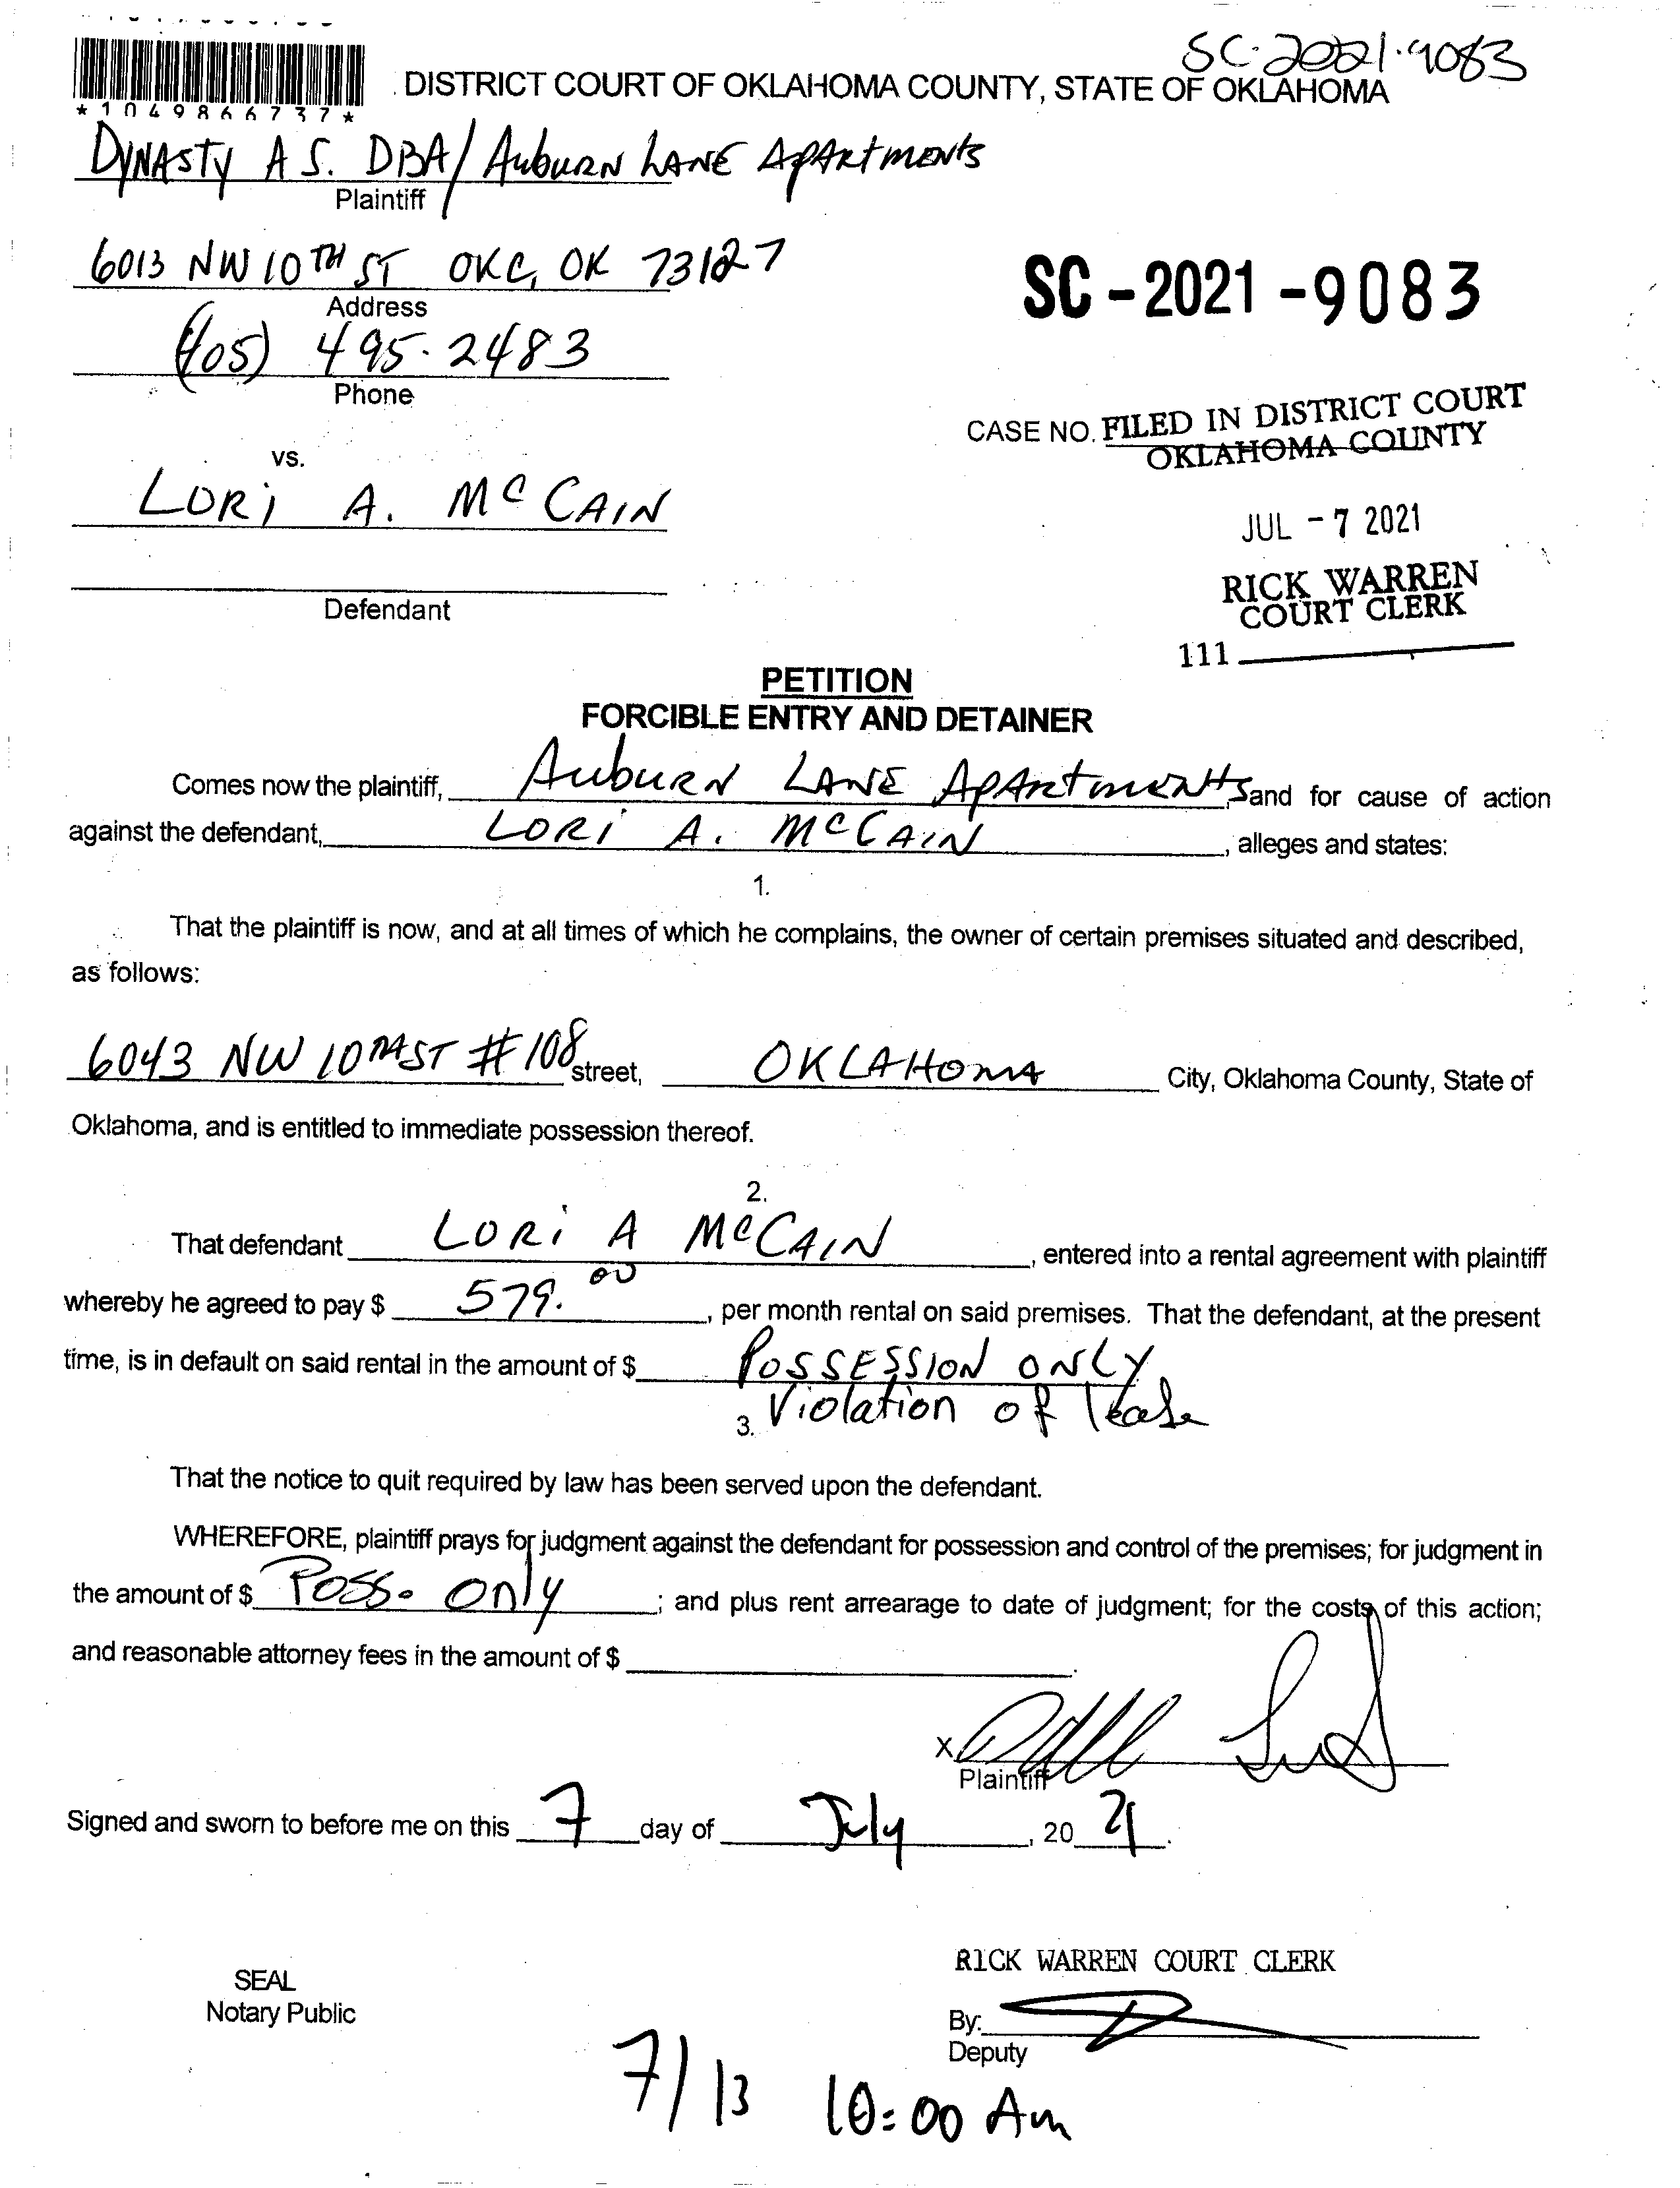 SC-2021-9083
*1049866737*
DISTRICT COURT OF OKLAHOMA COUNTY, STATE OF OKLAHOMA
DYNASTY A S. DBA/ Auburn LANE Apartments
Plaintiff
6013 NW 10TH ST OKC, OK 73127
Address
SC-2021-9083
(405) 495-2483
Phone
CASE NO. FILED IN DISTRICT COURT
OKLAHOMA COUNTY
vs.
LORi A. McCAIN
JUL -7 2021
RICK WARREN
COURT CLERK
Defendant
111
PETITION
FORCIBLE ENTRY AND DETAINER
Comes now the plaintiff, Auburn LANE Apartments, and for cause of action
against the defendant, LORi A. McCAIN, alleges and states:
1.
That the plaintiff is now, and at all times of which he complains, the owner of certain premises situated and described,
as follows:
6043 NW 10TH ST #108 street, OKLAHOMA City, Oklahoma County, State of
Oklahoma, and is entitled to immediate possession thereof.
2.
That defendant LORi A McCAIN, entered into a rental agreement with plaintiff
whereby he agreed to pay $ 579.00, per month rental on said premises. That the defendant, at the present
time, is in default on said rental in the amount of $ POSSESSION ONLY
3. Violation of lease
That the notice to quit required by law has been served upon the defendant.
WHEREFORE, plaintiff prays for judgment against the defendant for possession and control of the premises; for judgment in
the amount of $ Poss. only; and plus rent arrearage to date of judgment; for the costs of this action;
and reasonable attorney fees in the amount of $
X
Plaintiff
Signed and sworn to before me on this 7 day of July, 20 21.
RICK WARREN COURT CLERK
SEAL
Notary Public
By:
Deputy
7/13 10:00 Am